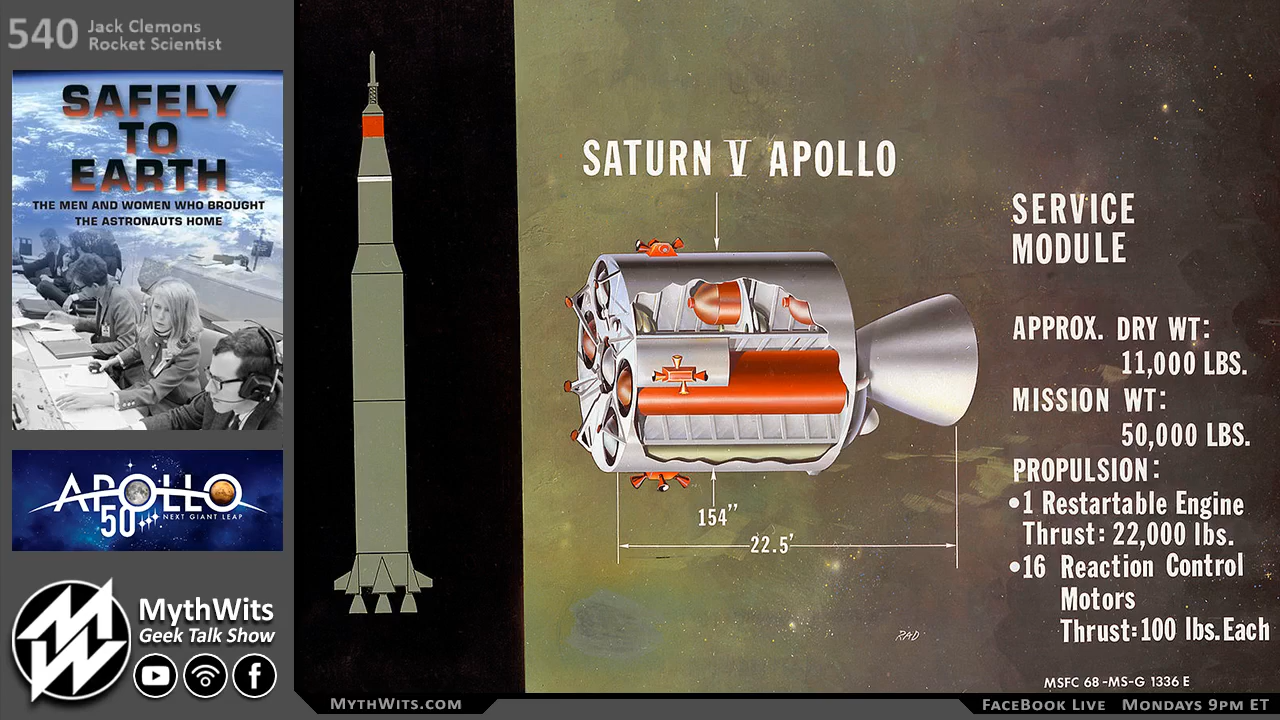 540 Jack Clemons
Rocket Scientist
SAFELY
TO
EARTH
THE MEN AND WOMEN WHO BROUGHT
THE ASTRONAUTS HOME
APOLLO
50
NEXT GIANT LEAP
MythWits
Geek Talk Show
SATURN V APOLLO
154"
22.5'
RAD
SERVICE
MODULE
APPROX. DRY WT:
11,000 LBS.
MISSION WT:
50,000 LBS.
PROPULSION:
•1 Restartable Engine
Thrust: 22,000 lbs.
•16 Reaction Control
Motors
Thrust: 100 lbs. Each
MSFC 68-MS-G 1336 E
MYTHWITS.COM
FACEBOOK LIVE MONDAYS 9PM ET